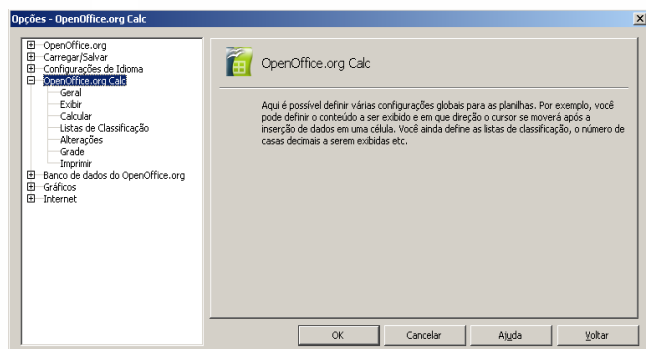 Opções - OpenOffice.org Calc
OpenOffice.org
Carregar/Salvar
Configurações de Idioma
OpenOffice.org Calc
Geral
Exibir
Calcular
Listas de Classificação
Alterações
Grade
Imprimir
Banco de dados do OpenOffice.org
Gráficos
Internet
OpenOffice.org Calc
Aqui é possível definir várias configurações globais para as planilhas. Por exemplo, você
pode definir o conteúdo a ser exibido e em que direção o cursor se moverá após a
inserção de dados em uma célula. Você ainda define as listas de classificação, o número de
casas decimais a serem exibidas etc.
OK
Cancelar
Ajuda
Voltar